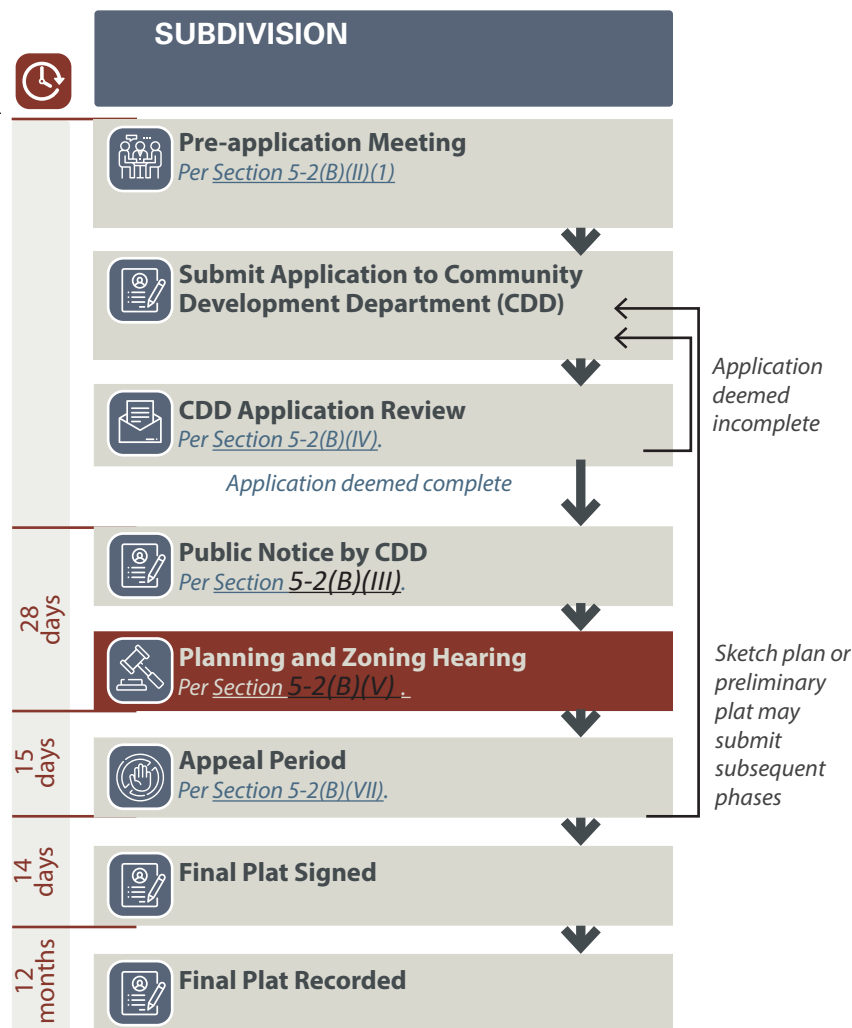 SUBDIVISION
Pre-application Meeting
Per Section 5-2(B)(II)(1)
Submit Application to Community
Development Department (CDD)
Application
deemed
incomplete
CDD Application Review
Per Section 5-2(B)(IV).
Application deemed complete
28
days
Public Notice by CDD
Per Section 5-2(B)(III).
Planning and Zoning Hearing
Per Section 5-2(B)(V) .
Sketch plan or
preliminary
plat may
submit
subsequent
phases
15
days
Appeal Period
Per Section 5-2(B)(VII).
14
days
Final Plat Signed
12
months
Final Plat Recorded